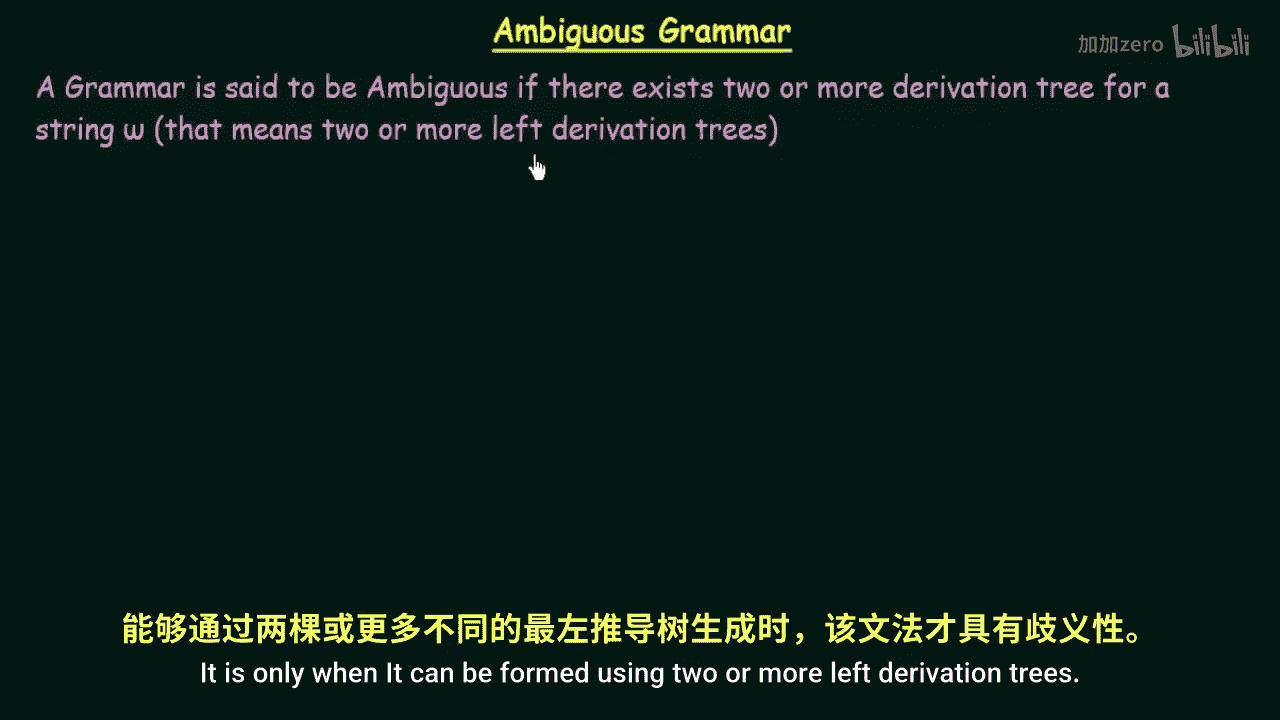 Ambiguous Grammar
加加zero bilibili
A Grammar is said to be Ambiguous if there exists two or more derivation tree for a
string ω (that means two or more left derivation trees)
能够通过两棵或更多不同的最左推导树生成时，该文法才具有歧义性。
It is only when It can be formed using two or more left derivation trees.